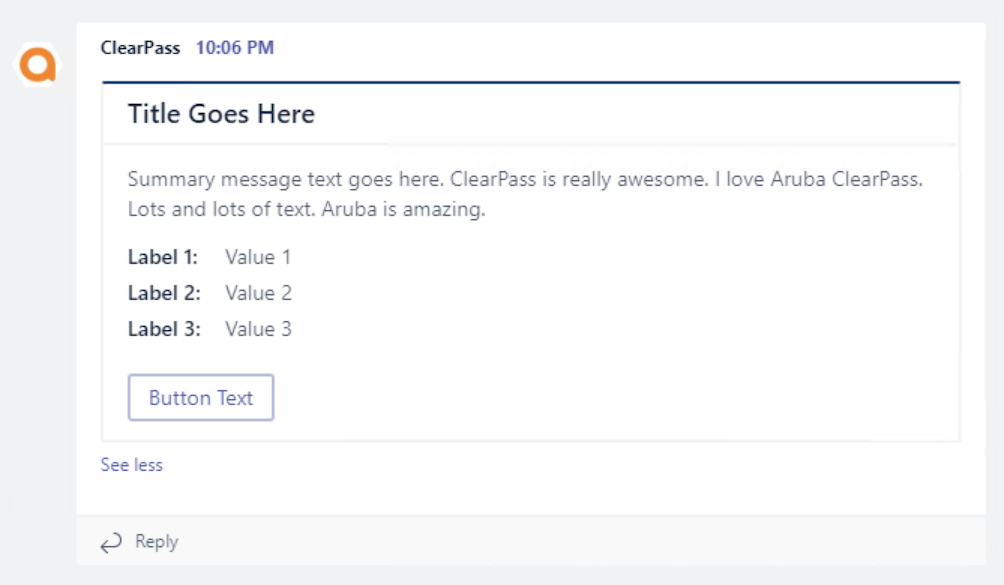 ClearPass 10:06 PM
Title Goes Here
Summary message text goes here. ClearPass is really awesome. I love Aruba ClearPass.
Lots and lots of text. Aruba is amazing.
Label 1: Value 1
Label 2: Value 2
Label 3: Value 3
Button Text
See less
Reply